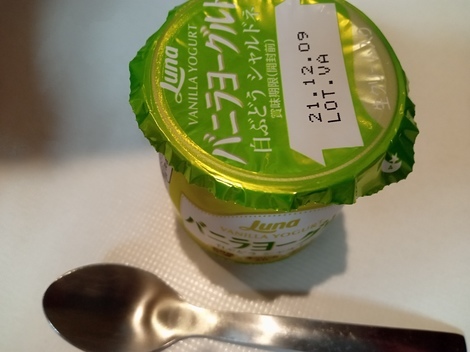 Luna
VANILLA YOGURT
バニラヨーグルト
白ぶどう シャルドネ
賞味期限(開封前)
21.12.09
LOT.VA
Luna
VANILLA YOGURT
バニラヨーグ